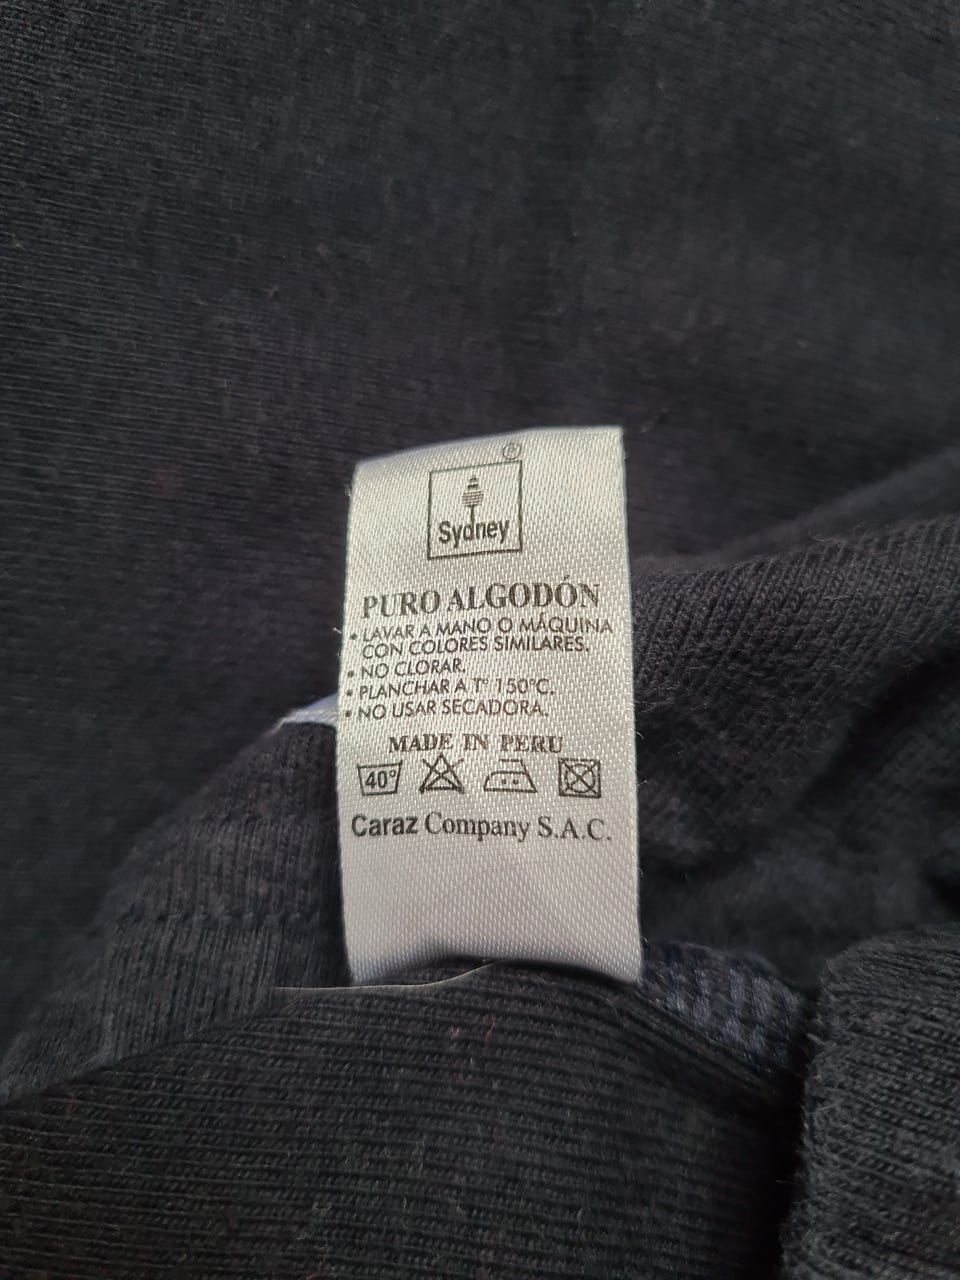 ®
Sydney
PURO ALGODÓN
• LAVAR A MANO O MÁQUINA
CON COLORES SIMILARES.
• NO CLORAR.
• PLANCHAR A Tº 150°C.
• NO USAR SECADORA.
MADE IN PERU
40°
Caraz Company S.A.C.